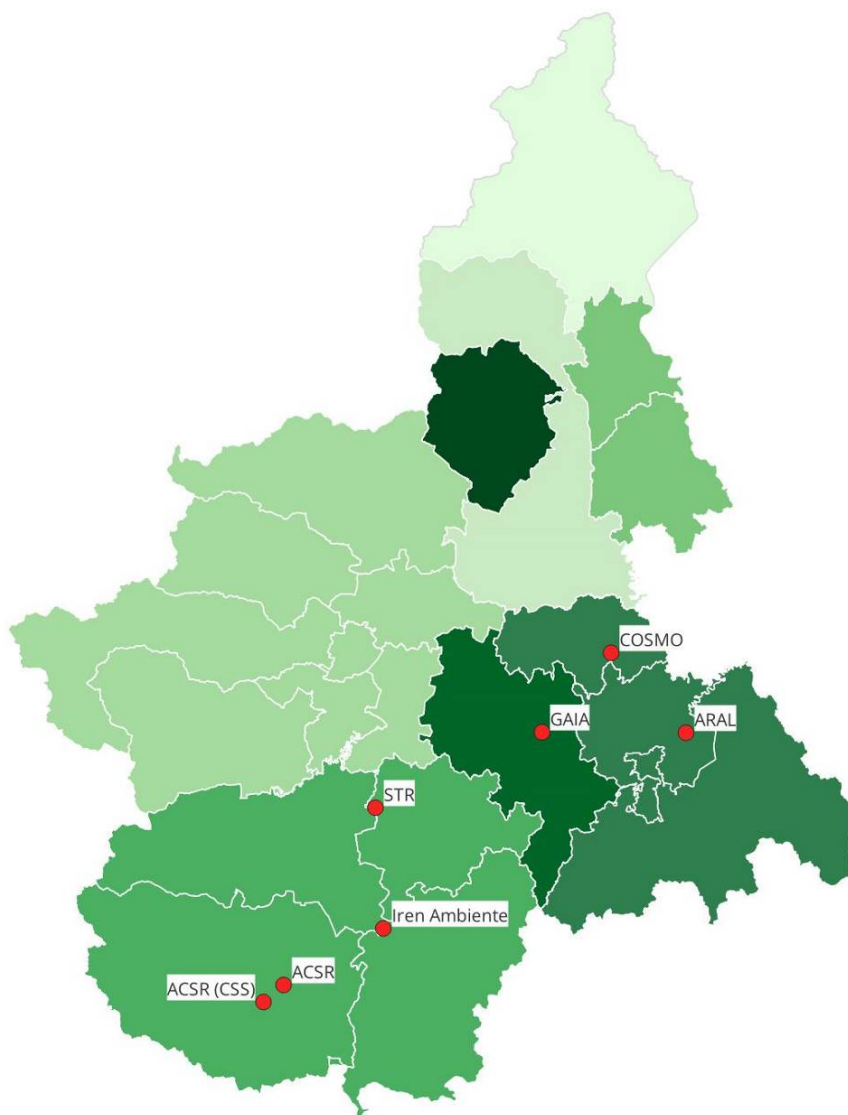 COSMO
GAIA
ARAL
STR
Iren Ambiente
ACSR
ACSR (CSS)